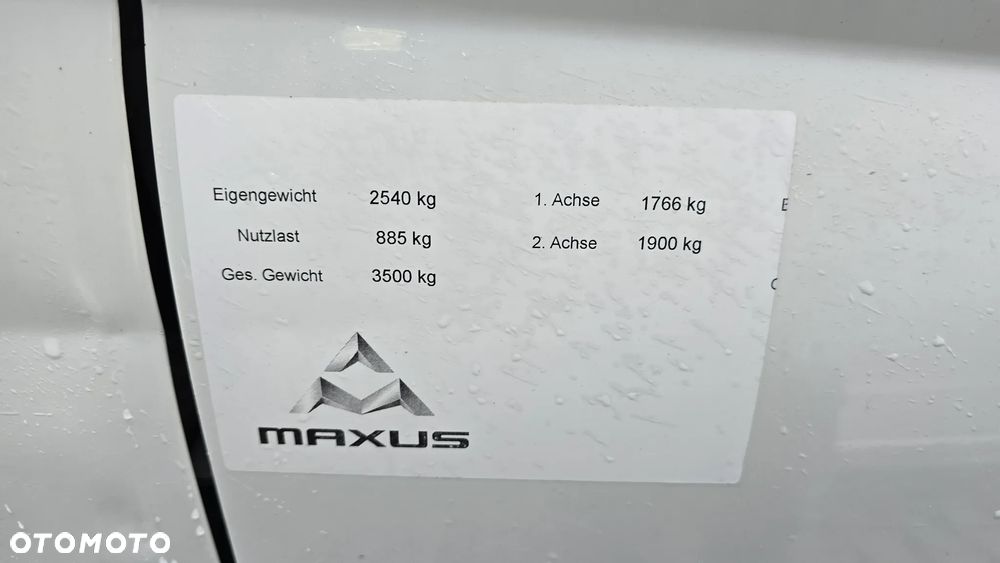 Eigengewicht 2540 kg 1. Achse 1766 kg
Nutzlast 885 kg 2. Achse 1900 kg
Ges. Gewicht 3500 kg
MAXUS
OTOMOTO